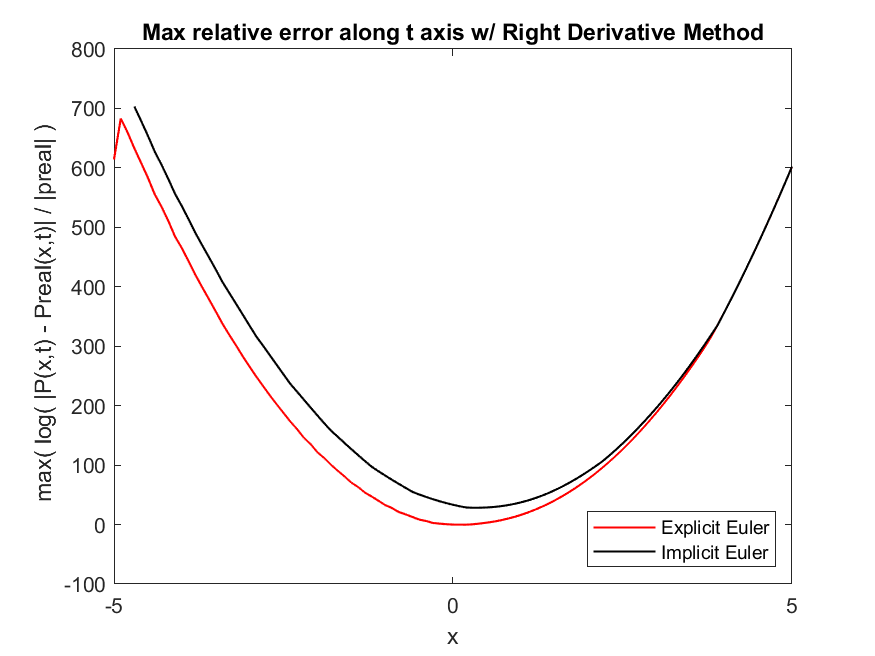 Max relative error along t axis w/ Right Derivative Method
max( log( |P(x,t) - Preal(x,t)| / |preal| )
800
700
600
500
400
300
200
100
0
-100
-5
0
5
x
Explicit Euler
Implicit Euler